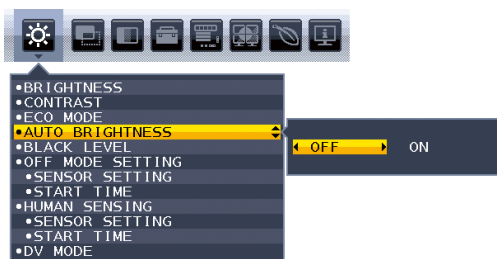 •BRIGHTNESS
•CONTRAST
•ECO MODE
•AUTO BRIGHTNESS
OFF ON
•BLACK LEVEL
•OFF MODE SETTING
•SENSOR SETTING
•START TIME
•HUMAN SENSING
•SENSOR SETTING
•START TIME
•DV MODE